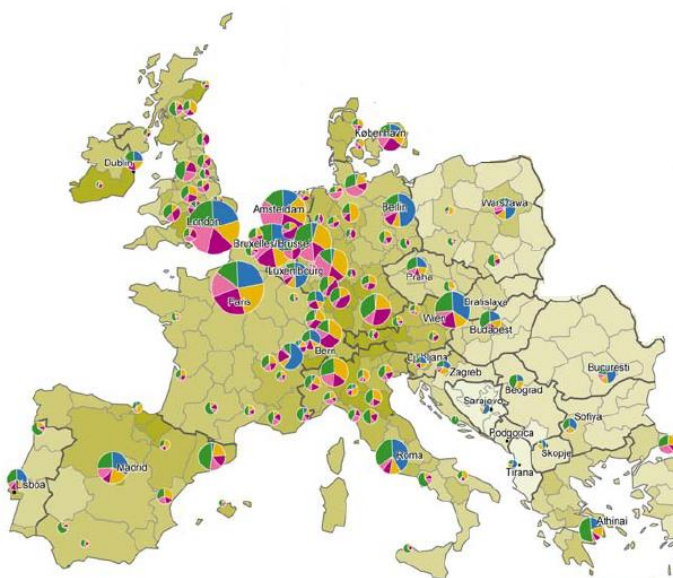 København
Dublin
Amsterdam
Berlin
Warszawa
London
Bruxelles/Brussel
Luxembourg
Praha
Paris
Wien
Bratislava
Budapest
Bern
Ljubljana
Zagreb
Bucuresti
Beograd
Sarajevo
Sofiya
Podgorica
Skopje
Tirana
Roma
Madrid
Lisboa
Athinai